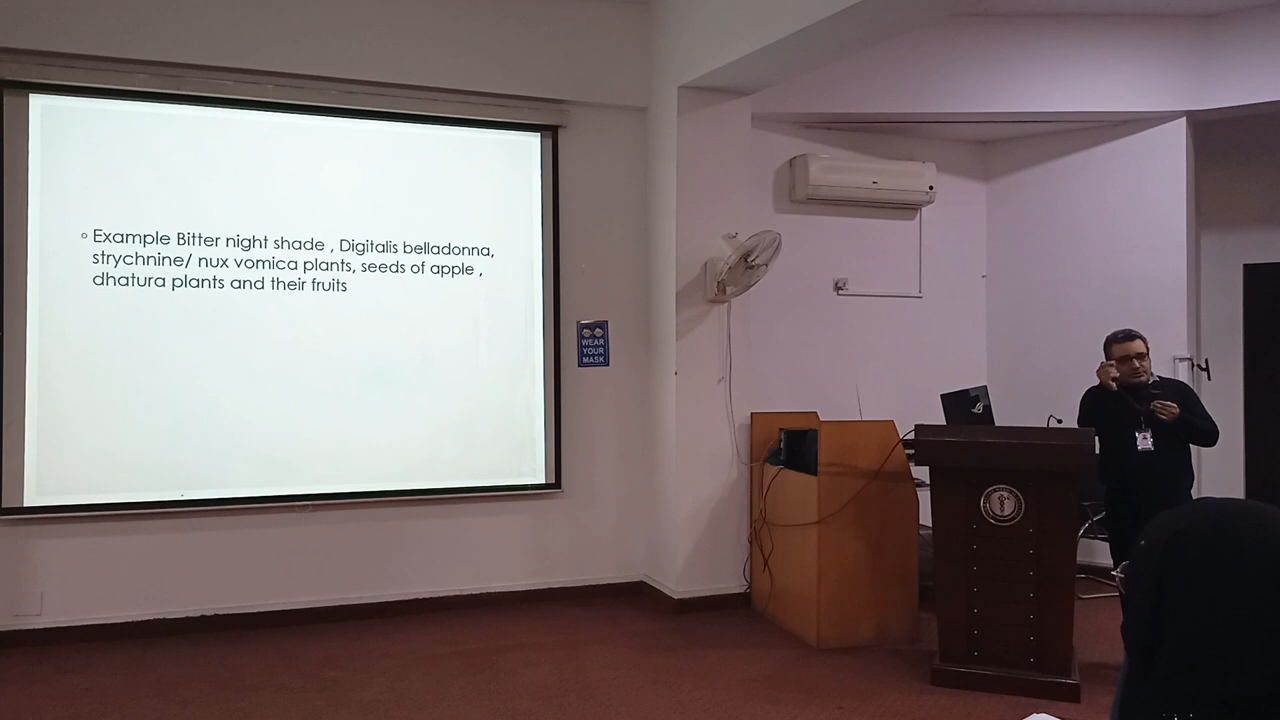 Example Bitter night shade , Digitalis belladonna,
strychnine/ nux vomica plants, seeds of apple ,
dhatura plants and their fruits
WEAR
YOUR
MASK